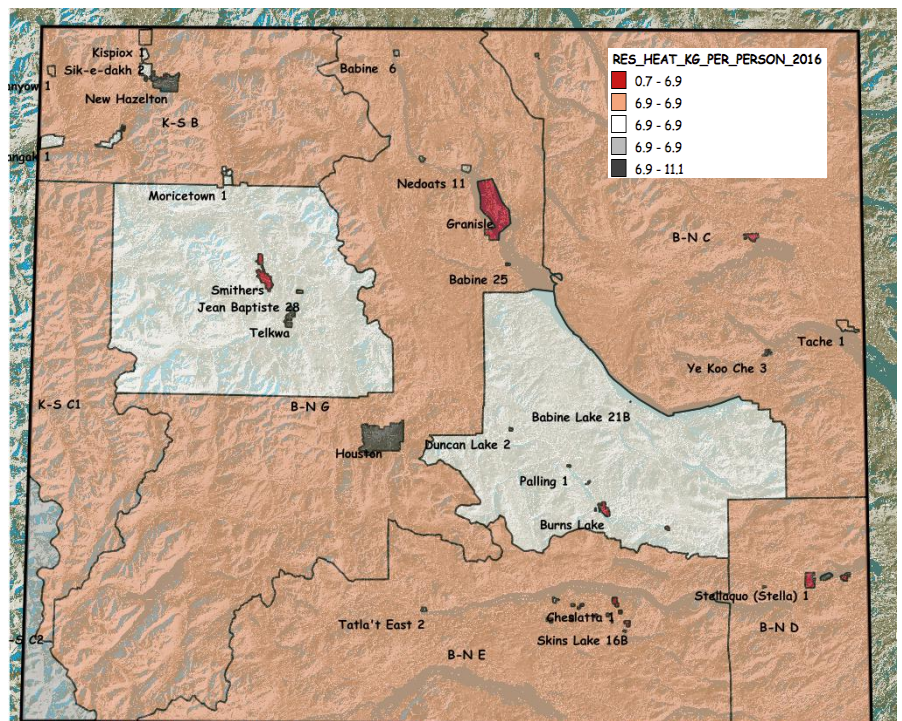 Kispiox 1
Sik-e-dakh 2
anyow 1
New Hazelton
K-S B
angak 1
Babine 6
RES_HEAT_KG_PER_PERSON_2016
0.7 - 6.9
6.9 - 6.9
6.9 - 6.9
6.9 - 6.9
6.9 - 11.1
Moricetown 1
Nedoats 11
Granisle
B-N C
Babine 25
Smithers
Jean Baptiste 28
Telkwa
Tache 1
Ye Koo Che 3
K-S C1
B-N G
Babine Lake 21B
Duncan Lake 2
Houston
Palling 1
Burns Lake
Stellaquo (Stella) 1
Cheslatta 1
Tatla't East 2
B-N D
-S C2
Skins Lake 16B
B-N E